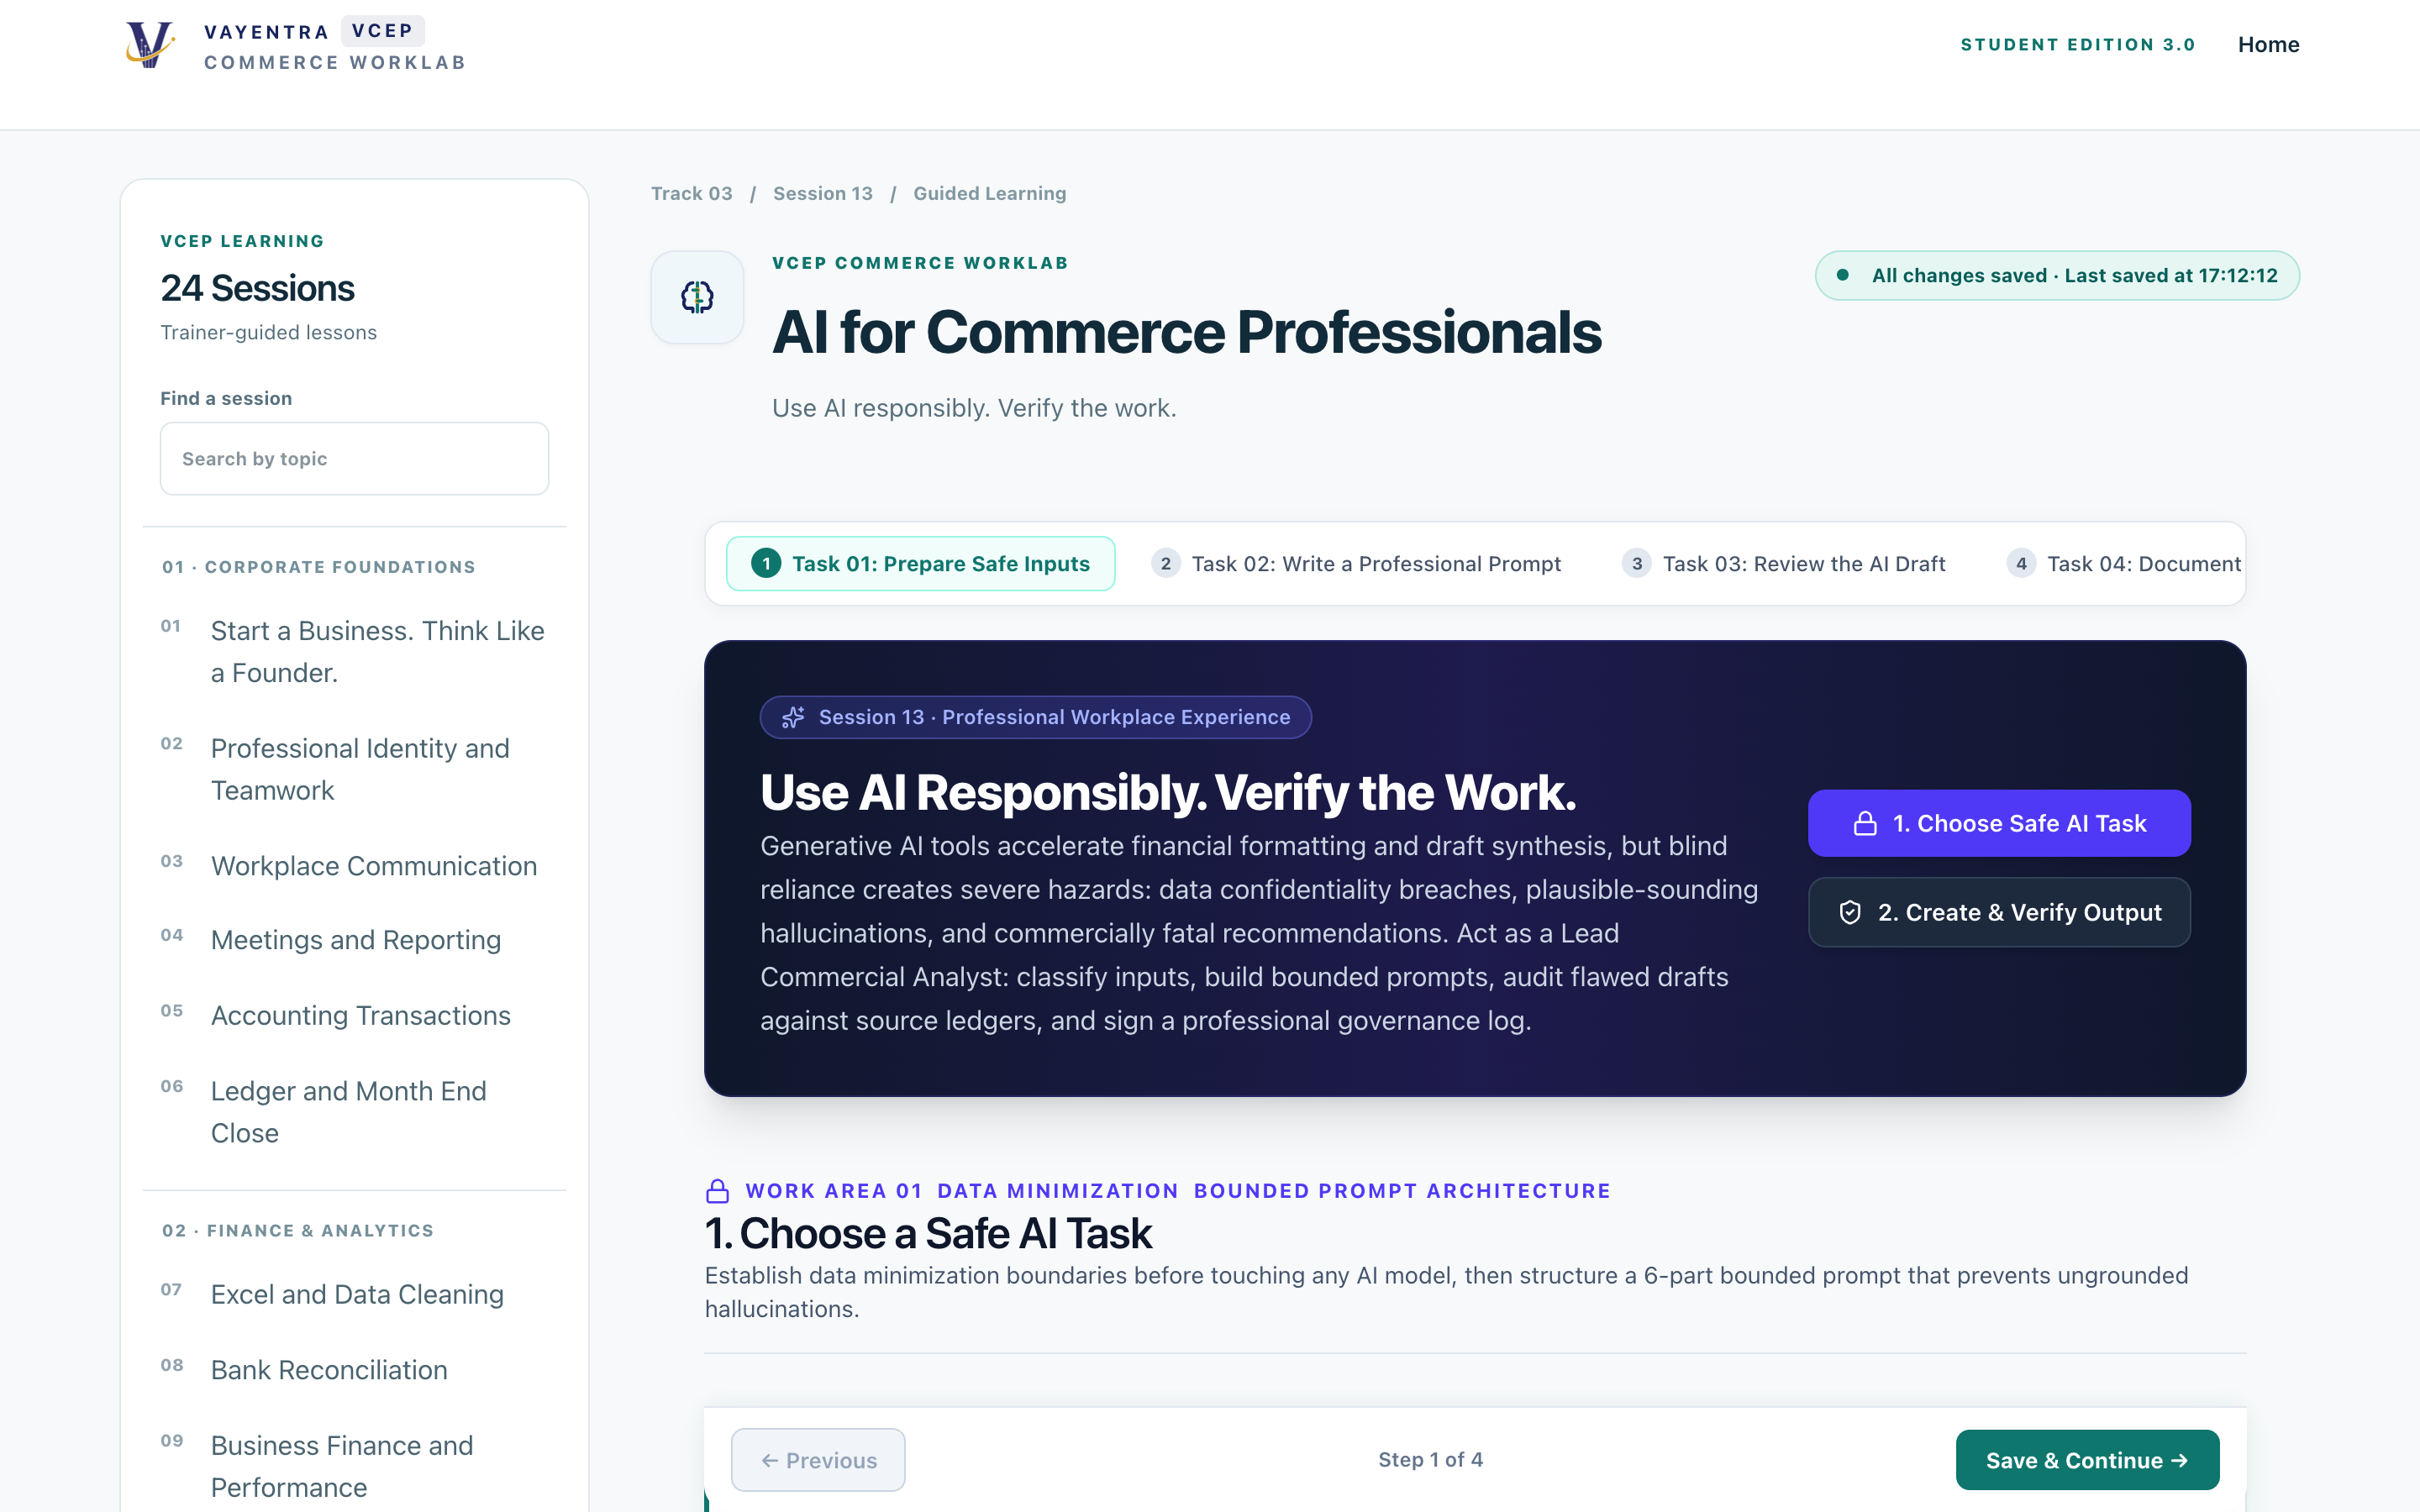 VAYENTRA VCEP
COMMERCE WORKLAB
STUDENT EDITION 3.0
Home
VCEP LEARNING
24 Sessions
Trainer-guided lessons
Find a session
Search by topic
01 · CORPORATE FOUNDATIONS
01 Start a Business. Think Like
a Founder.
02 Professional Identity and
Teamwork
03 Workplace Communication
04 Meetings and Reporting
05 Accounting Transactions
06 Ledger and Month End
Close
02 · FINANCE & ANALYTICS
07 Excel and Data Cleaning
08 Bank Reconciliation
09 Business Finance and
Performance
Track 03 / Session 13 / Guided Learning
VCEP COMMERCE WORKLAB
AI for Commerce Professionals
Use AI responsibly. Verify the work.
All changes saved · Last saved at 17:12:12
1 Task 01: Prepare Safe Inputs
2 Task 02: Write a Professional Prompt
3 Task 03: Review the AI Draft
4 Task 04: Document
Session 13 · Professional Workplace Experience
Use AI Responsibly. Verify the Work.
Generative AI tools accelerate financial formatting and draft synthesis, but blind
reliance creates severe hazards: data confidentiality breaches, plausible-sounding
hallucinations, and commercially fatal recommendations. Act as a Lead
Commercial Analyst: classify inputs, build bounded prompts, audit flawed drafts
against source ledgers, and sign a professional governance log.
1. Choose Safe AI Task
2. Create & Verify Output
WORK AREA 01 DATA MINIMIZATION BOUNDED PROMPT ARCHITECTURE
1. Choose a Safe AI Task
Establish data minimization boundaries before touching any AI model, then structure a 6-part bounded prompt that prevents ungrounded
hallucinations.
← Previous
Step 1 of 4
Save & Continue →